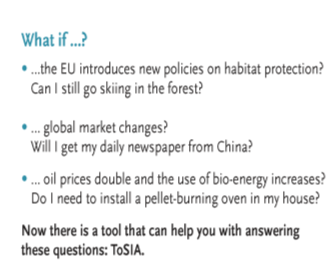 What if ...?
• ...the EU introduces new policies on habitat protection?
Can I still go skiing in the forest?
• ... global market changes?
Will I get my daily newspaper from China?
• ... oil prices double and the use of bio-energy increases?
Do I need to install a pellet-burning oven in my house?
Now there is a tool that can help you with answering
these questions: ToSIA.